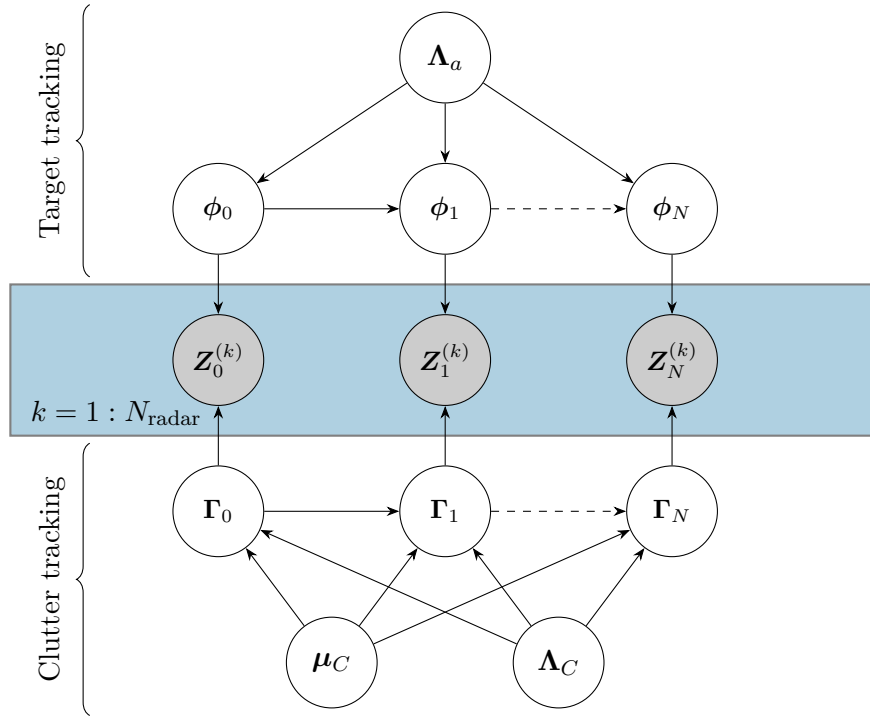 Target tracking
Λ_a
ϕ_0
ϕ_1
ϕ_N
Z_0^{(k)}
Z_1^{(k)}
Z_N^{(k)}
k = 1 : N_radar
Clutter tracking
Γ_0
Γ_1
Γ_N
μ_C
Λ_C